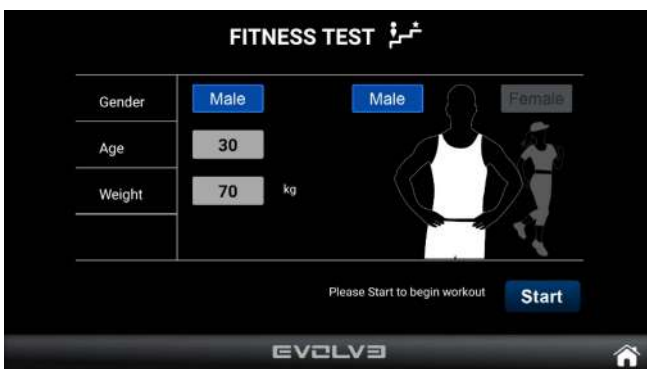 FITNESS TEST
Gender Male Male Female
Age 30
Weight 70 kg
Please Start to begin workout Start
EVOLVE